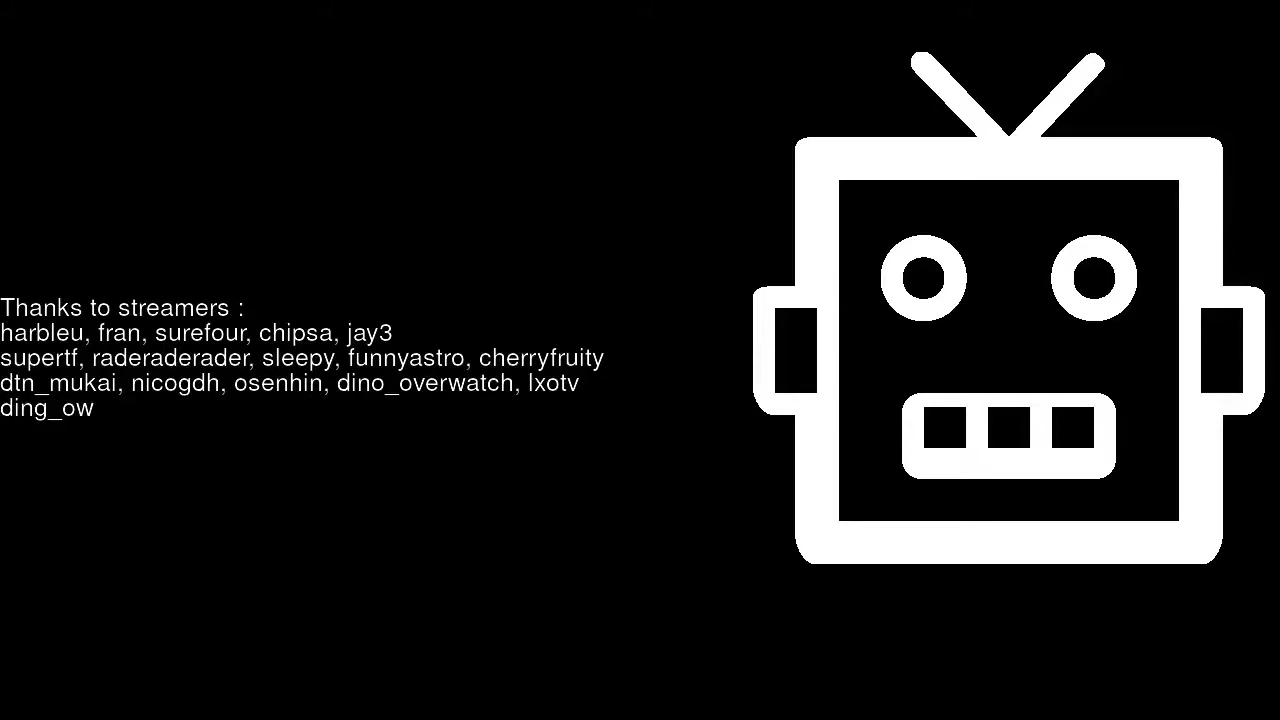 Thanks to streamers :
harbleu, fran, surefour, chipsa, jay3
supertf, raderaderader, sleepy, funnyastro, cherryfruity
dtn_mukai, nicogdh, osenhin, dino_overwatch, lxotv
ding_ow